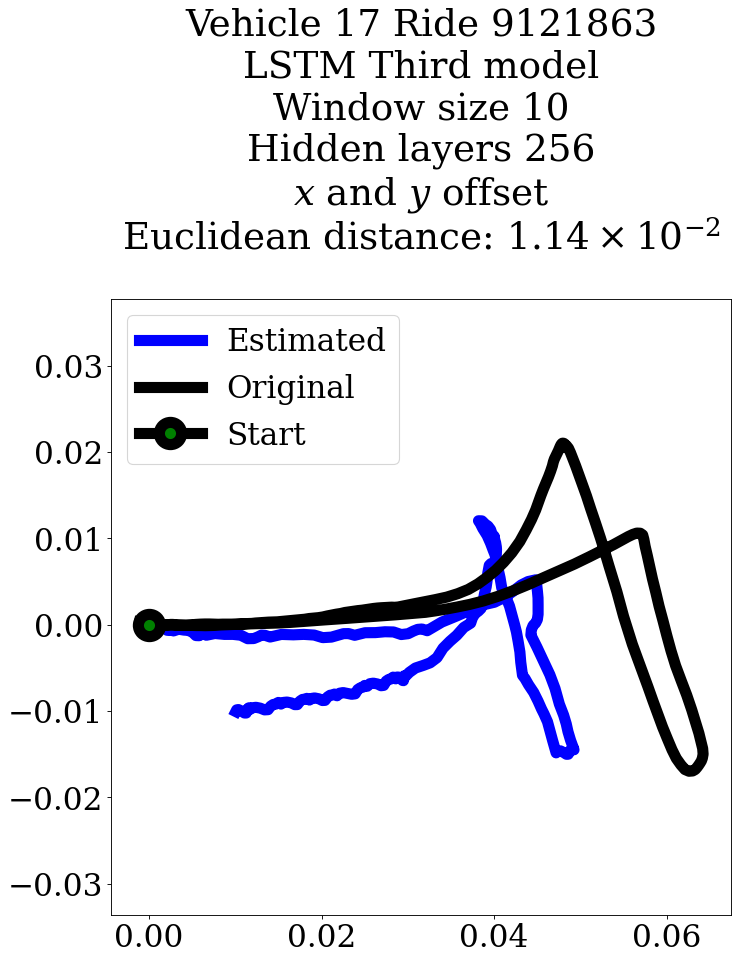 Vehicle 17 Ride 9121863
LSTM Third model
Window size 10
Hidden layers 256
x and y offset
Euclidean distance: 1.14 × 10⁻²
Estimated
Original
Start
0.03
0.02
0.01
0.00
−0.01
−0.02
−0.03
0.00 0.02 0.04 0.06